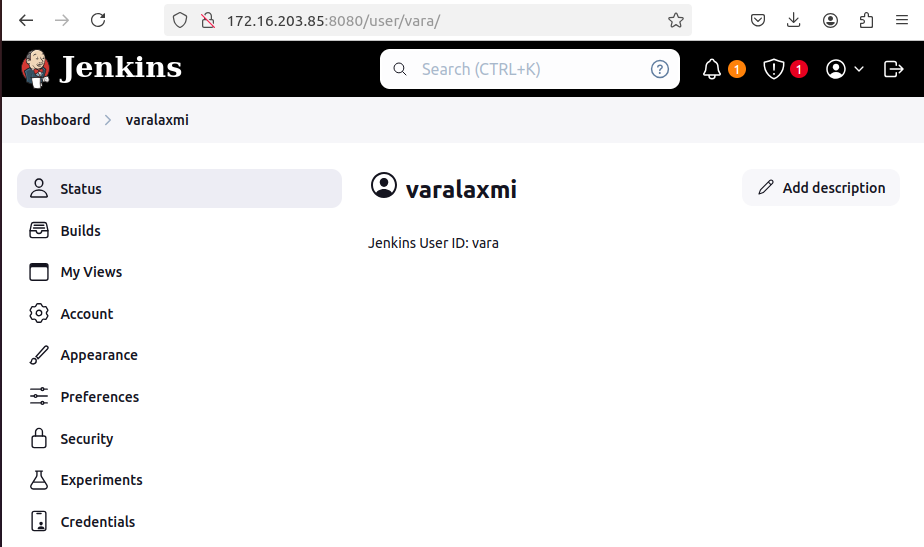 172.16.203.85:8080/user/vara/
Jenkins
Search (CTRL+K)
?
1
1
Dashboard
varalaxmi
Status
Builds
My Views
Account
Appearance
Preferences
Security
Experiments
Credentials
varalaxmi
Add description
Jenkins User ID: vara